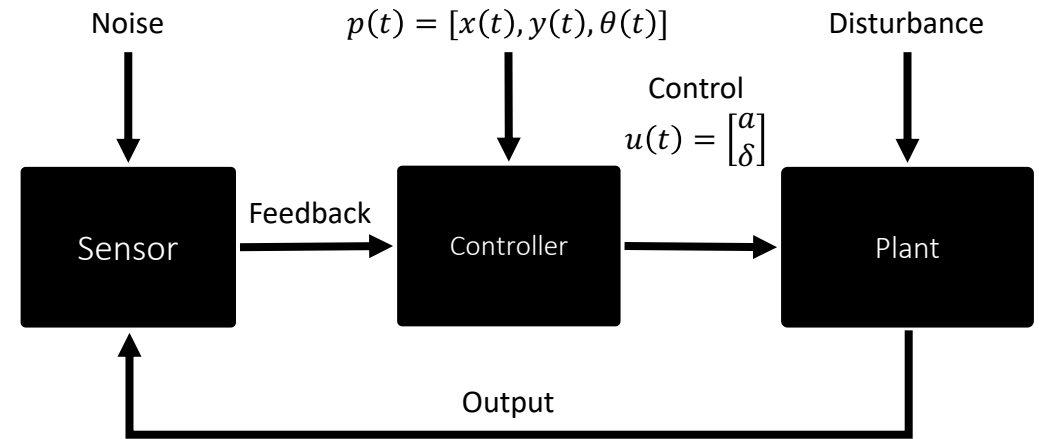 Noise
p(t) = [x(t), y(t), θ(t)]
Disturbance
Control
u(t) = [a
δ]
Sensor
Feedback
Controller
Plant
Output